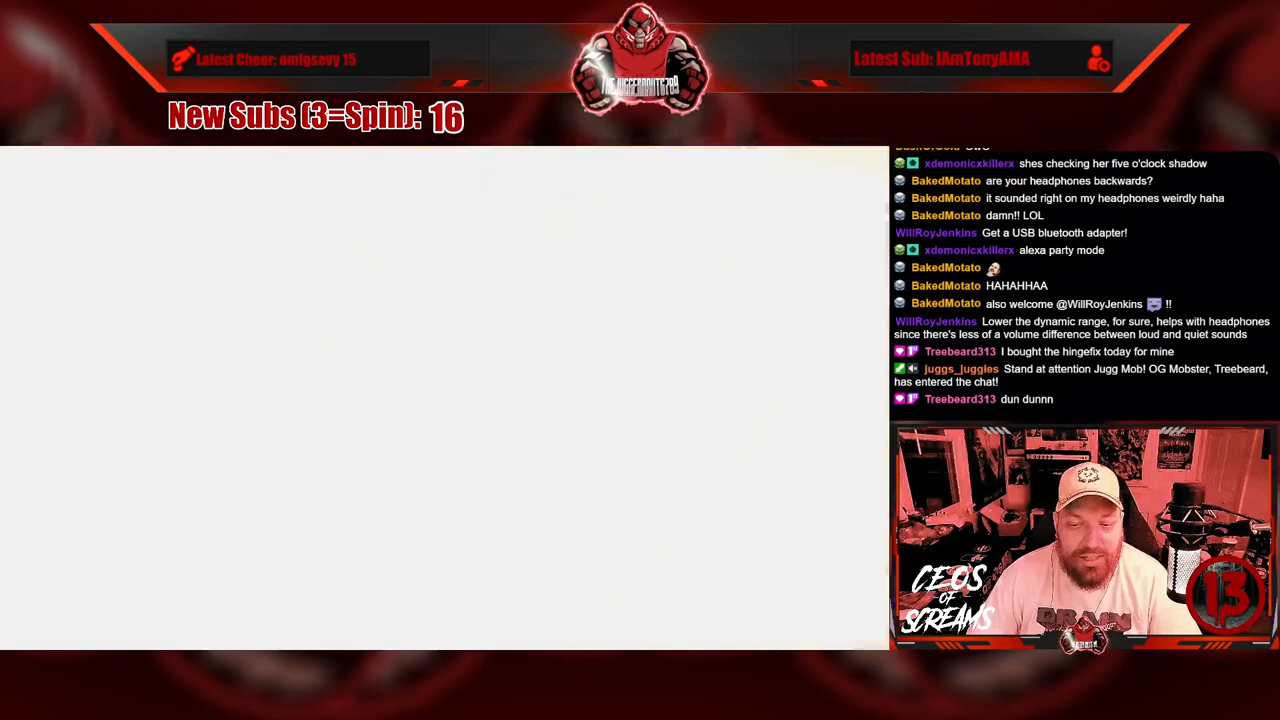 Latest Cheer: omfgsevy 15
THEJUGGERNAUT6789
Latest Sub: IAmTonyAMA
New Subs (3=Spin): 16
xdemonicxkillerx shes checking her five o'clock shadow
BakedMotato are your headphones backwards?
BakedMotato it sounded right on my headphones weirdly haha
BakedMotato damn!! LOL
WillRoyJenkins Get a USB bluetooth adapter!
xdemonicxkillerx alexa party mode
BakedMotato
BakedMotato HAHAHHAA
BakedMotato also welcome @WillRoyJenkins !!
WillRoyJenkins Lower the dynamic range, for sure, helps with headphones
since there's less of a volume difference between loud and quiet sounds
Treebeard313 I bought the hingefix today for mine
juggs_juggies Stand at attention Jugg Mob! OG Mobster, Treebeard,
has entered the chat!
Treebeard313 dun dunnn
CEOS
OF
SCREAMS
13